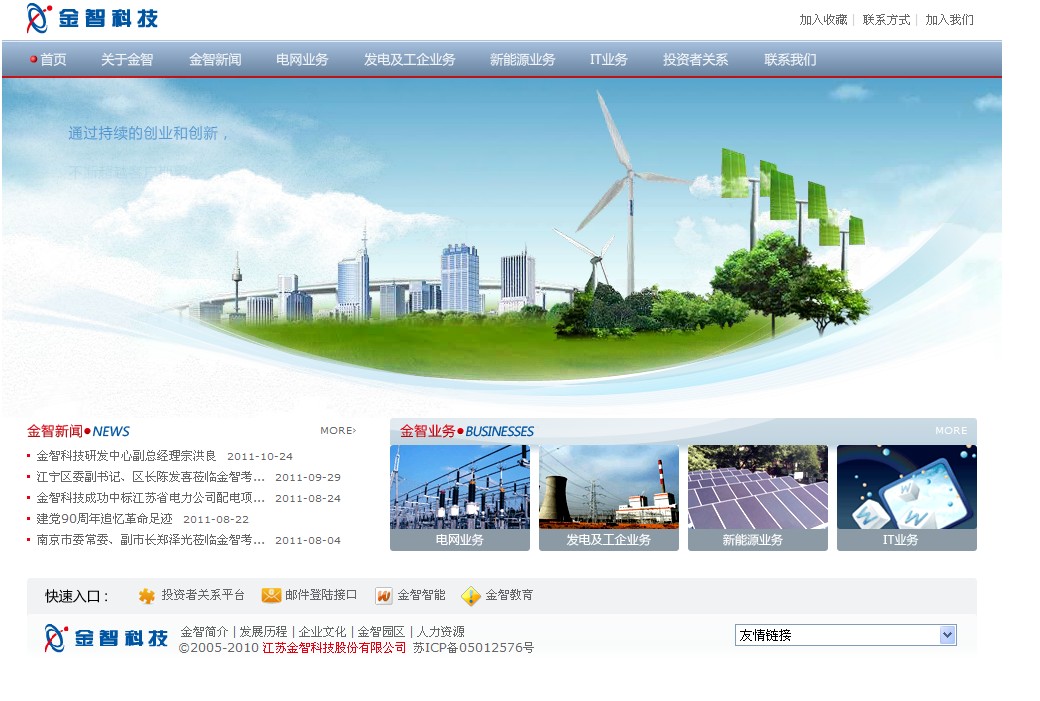 金智科技
加入收藏 | 联系方式 | 加入我们
首页 关于金智 金智新闻 电网业务 发电及工企业务 新能源业务 IT业务 投资者关系 联系我们
通过持续的创业和创新，
金智新闻●NEWS MORE
金智科技研发中心副总经理宗洪良 2011-10-24
江宁区委副书记、区长陈发喜莅临金智考... 2011-09-29
金智科技成功中标江苏省电力公司配电项... 2011-08-24
建党90周年追忆革命足迹 2011-08-22
南京市委常委、副市长郑泽光莅临金智考... 2011-08-04
金智业务●BUSINESSES MORE
电网业务 发电及工企业务 新能源业务 IT业务
快速入口： 投资者关系平台 邮件登陆接口 金智智能 金智教育
金智科技
金智简介 | 发展历程 | 企业文化 | 金智园区 | 人力资源
©2005-2010 江苏金智科技股份有限公司 苏ICP备05012576号
友情链接